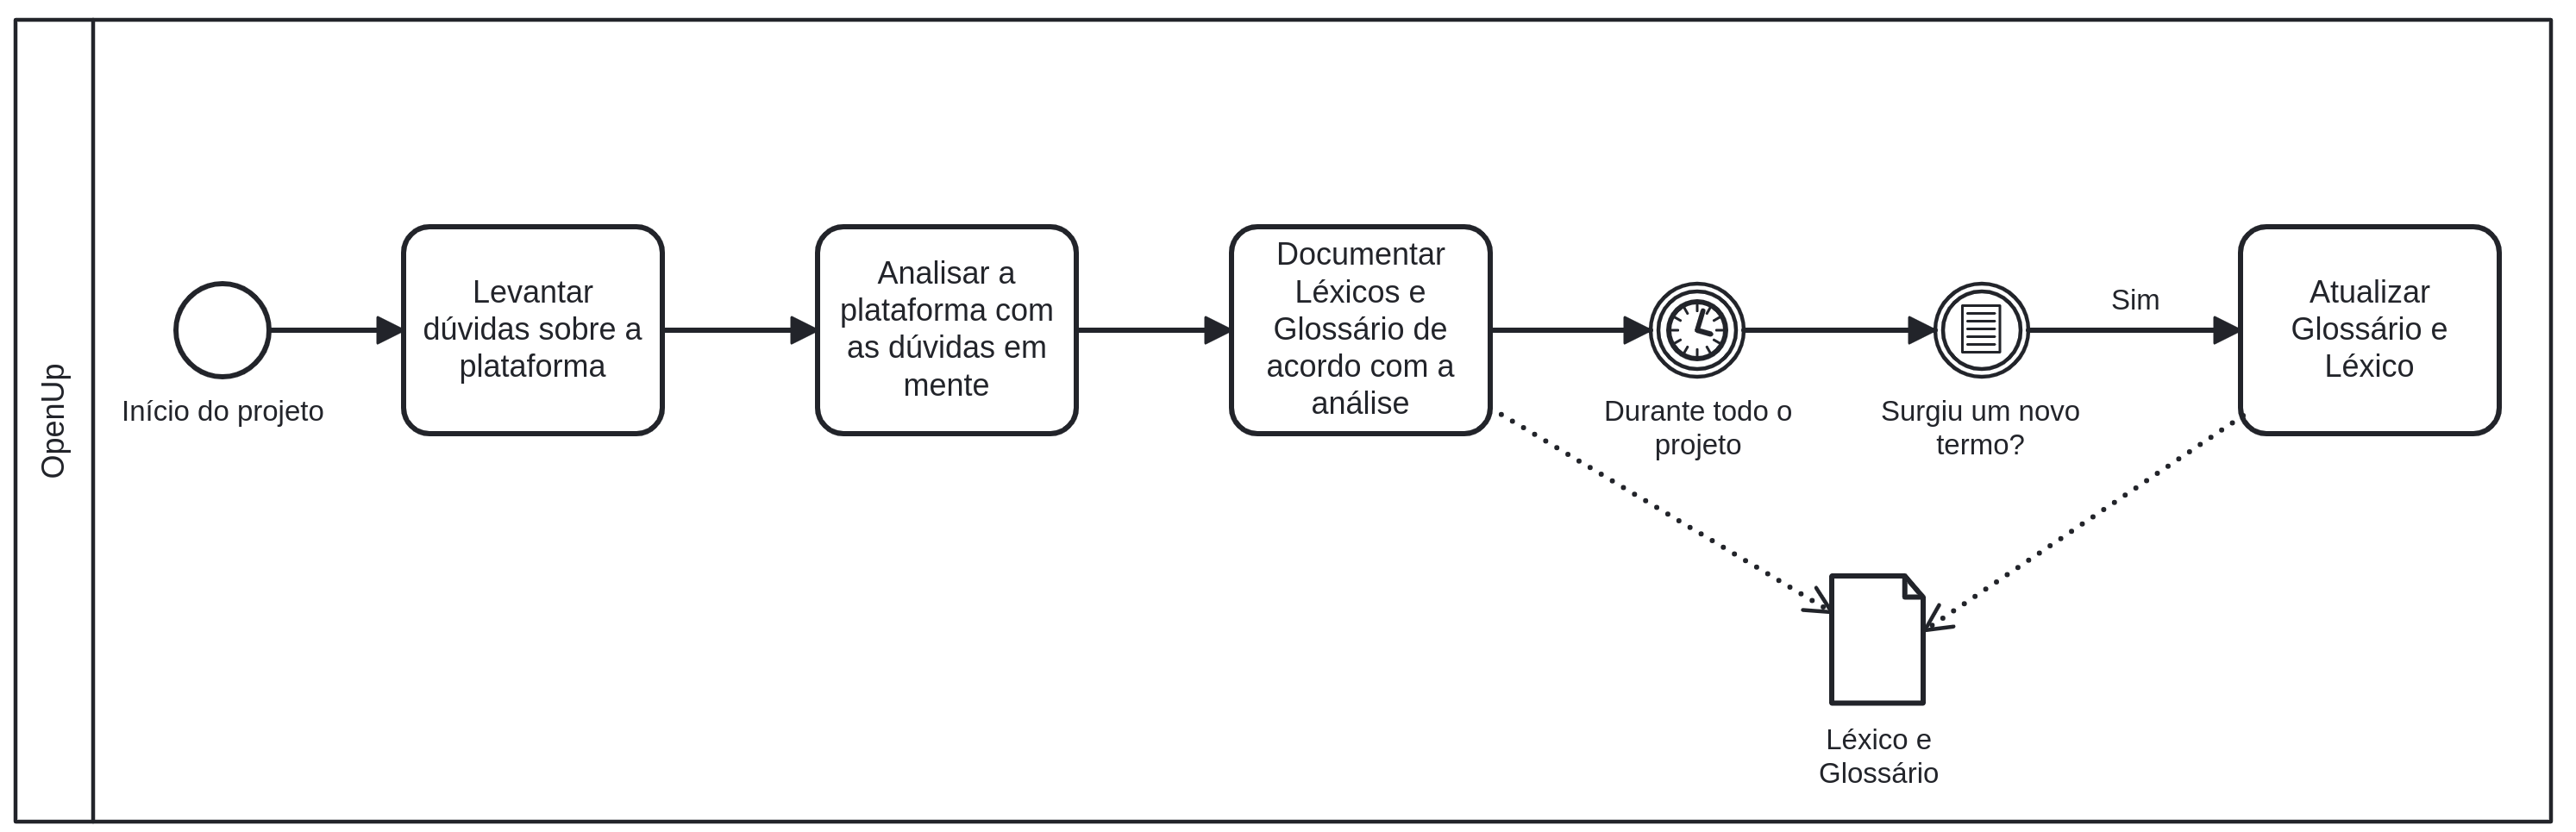 OpenUp
Início do projeto
Levantar
dúvidas sobre a
plataforma
Analisar a
plataforma com
as dúvidas em
mente
Documentar
Léxicos e
Glossário de
acordo com a
análise
Durante todo o
projeto
Surgiu um novo
termo?
Sim
Atualizar
Glossário e
Léxico
Léxico e
Glossário